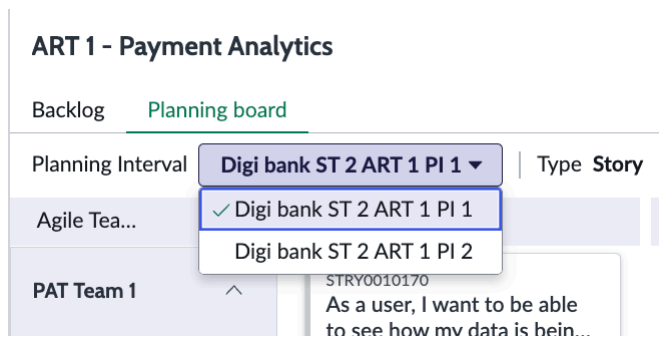 ART 1 - Payment Analytics
Backlog Planning board
Planning Interval Digi bank ST 2 ART 1 PI 1 Type Story
Digi bank ST 2 ART 1 PI 1
Agile Tea...
Digi bank ST 2 ART 1 PI 2
PAT Team 1
STRY0010170
As a user, I want to be able
to see how my data is bein...